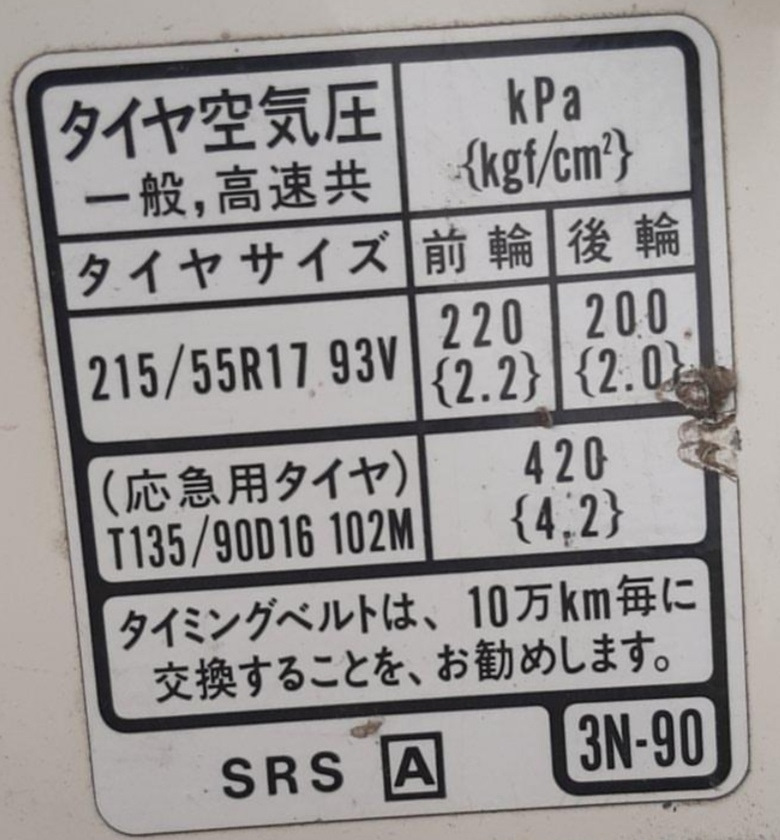 タイヤ空気圧
一般,高速共
kPa
{kgf/cm²}
タイヤサイズ 前輪 後輪
215/55R17 93V
220
{2.2}
200
{2.0}
(応急用タイヤ)
T135/90D16 102M
420
{4.2}
タイミングベルトは、10万km毎に
交換することを、お勧めします。
SRS A
3N-90